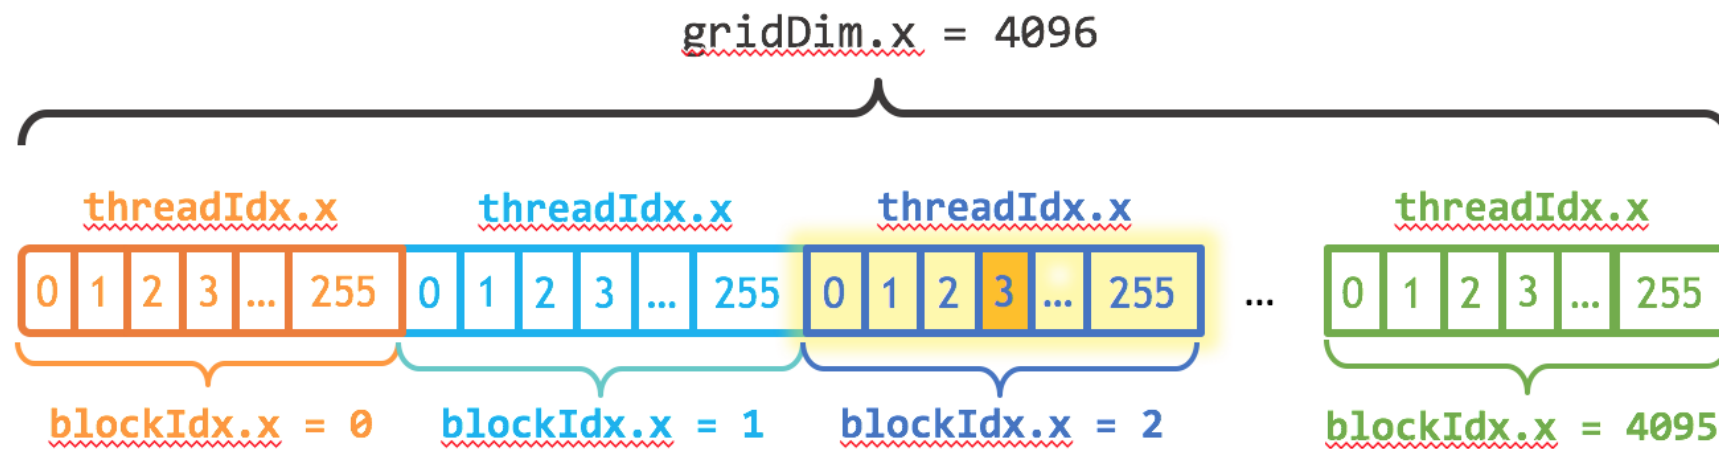 gridDim.x = 4096
threadIdx.x threadIdx.x threadIdx.x threadIdx.x
0 1 2 3 ... 255 0 1 2 3 ... 255 0 1 2 3 ... 255 ... 0 1 2 3 ... 255
blockIdx.x = 0 blockIdx.x = 1 blockIdx.x = 2 blockIdx.x = 4095